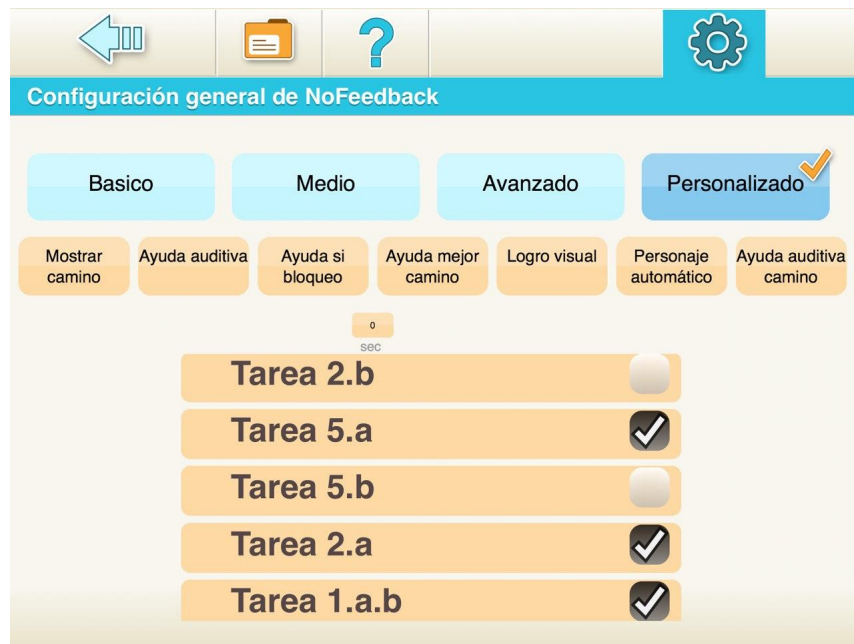 ?
Configuración general de NoFeedback
Basico
Medio
Avanzado
Personalizado
Mostrar
camino
Ayuda auditiva
Ayuda si
bloqueo
Ayuda mejor
camino
Logro visual
Personaje
automático
Ayuda auditiva
camino
0
sec
Tarea 2.b
Tarea 5.a
Tarea 5.b
Tarea 2.a
Tarea 1.a.b